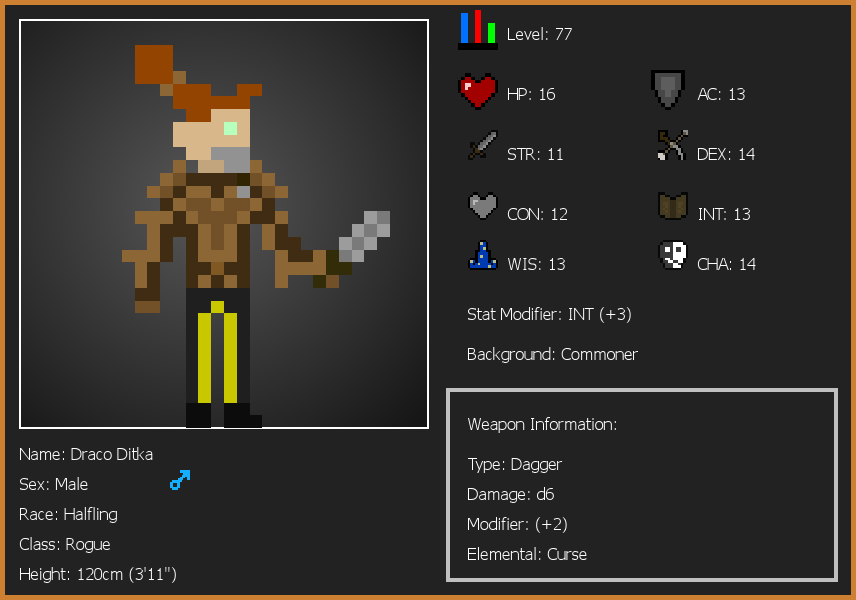 Level: 77
HP: 16
AC: 13
STR: 11
DEX: 14
CON: 12
INT: 13
WIS: 13
CHA: 14
Stat Modifier: INT (+3)
Background: Commoner
Weapon Information:
Type: Dagger
Damage: d6
Modifier: (+2)
Elemental: Curse
Name: Draco Ditka
Sex: Male
Race: Halfling
Class: Rogue
Height: 120cm (3'11")